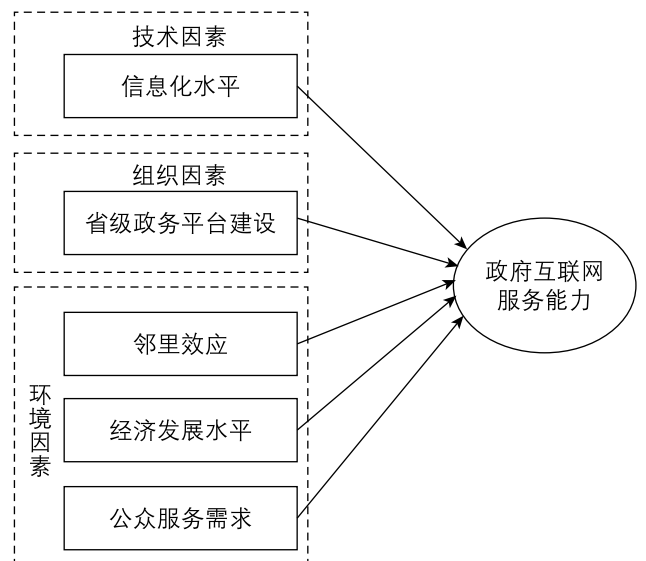 技术因素
信息化水平
组织因素
省级政务平台建设
环境因素
邻里效应
经济发展水平
公众服务需求
政府互联网
服务能力